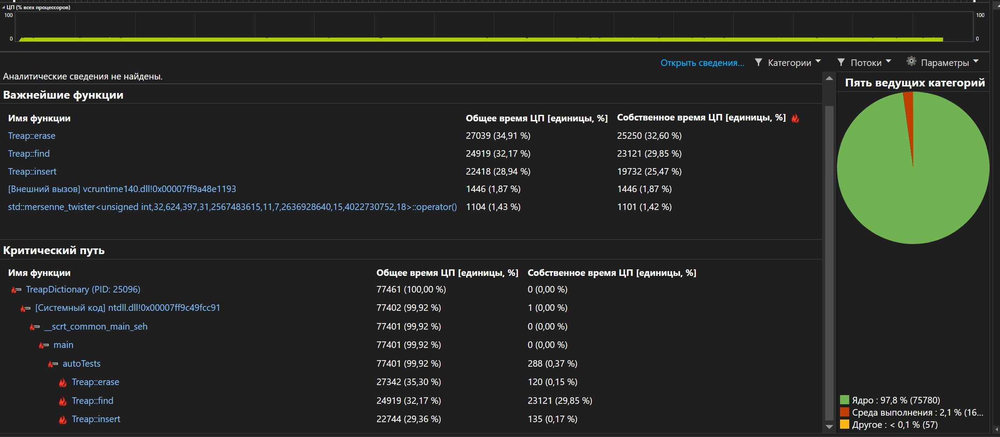 ЦП (% всех процессоров)
100 100
0 0
Открыть сведения... Категории Потоки Параметры
Аналитические сведения не найдены.
Важнейшие функции
Имя функции Общее время ЦП [единицы, %] Собственное время ЦП [единицы, %]
Treap::erase 27039 (34,91 %) 25250 (32,60 %)
Treap::find 24919 (32,17 %) 23121 (29,85 %)
Treap::insert 22418 (28,94 %) 19732 (25,47 %)
[Внешний вызов] vcruntime140.dll!0x00007ff9a48e1193 1446 (1,87 %) 1446 (1,87 %)
std::mersenne_twister<unsigned int,32,624,397,31,2567483615,11,7,2636928640,15,4022730752,18>::operator() 1104 (1,43 %) 1101 (1,42 %)
Критический путь
Имя функции Общее время ЦП [единицы, %] Собственное время ЦП [единицы, %]
TreapDictionary (PID: 25096) 77461 (100,00 %) 0 (0,00 %)
[Системный код] ntdll.dll!0x00007ff9c49fcc91 77402 (99,92 %) 1 (0,00 %)
__scrt_common_main_seh 77401 (99,92 %) 0 (0,00 %)
main 77401 (99,92 %) 0 (0,00 %)
autoTests 77401 (99,92 %) 288 (0,37 %)
Treap::erase 27342 (35,30 %) 120 (0,15 %)
Treap::find 24919 (32,17 %) 23121 (29,85 %)
Treap::insert 22744 (29,36 %) 135 (0,17 %)
Пять ведущих категорий
Ядро : 97,8 % (75780)
Среда выполнения : 2,1 % (16...
Другое : < 0,1 % (57)